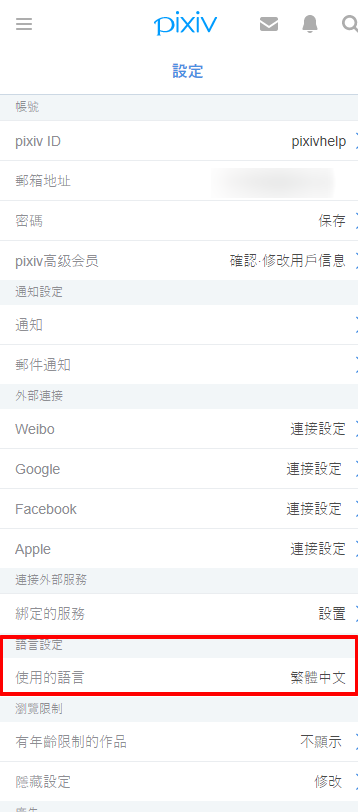 pixiv
設定
帳號
pixiv ID pixivhelp
郵箱地址
密碼 保存
pixiv高级会员 確認·修改用戶信息
通知設定
通知
郵件通知
外部連接
Weibo 連接設定
Google 連接設定
Facebook 連接設定
Apple 連接設定
連接外部服務
綁定的服務 設置
語言設定
使用的語言 繁體中文
瀏覽限制
有年齡限制的作品 不顯示
隱藏設定 修改